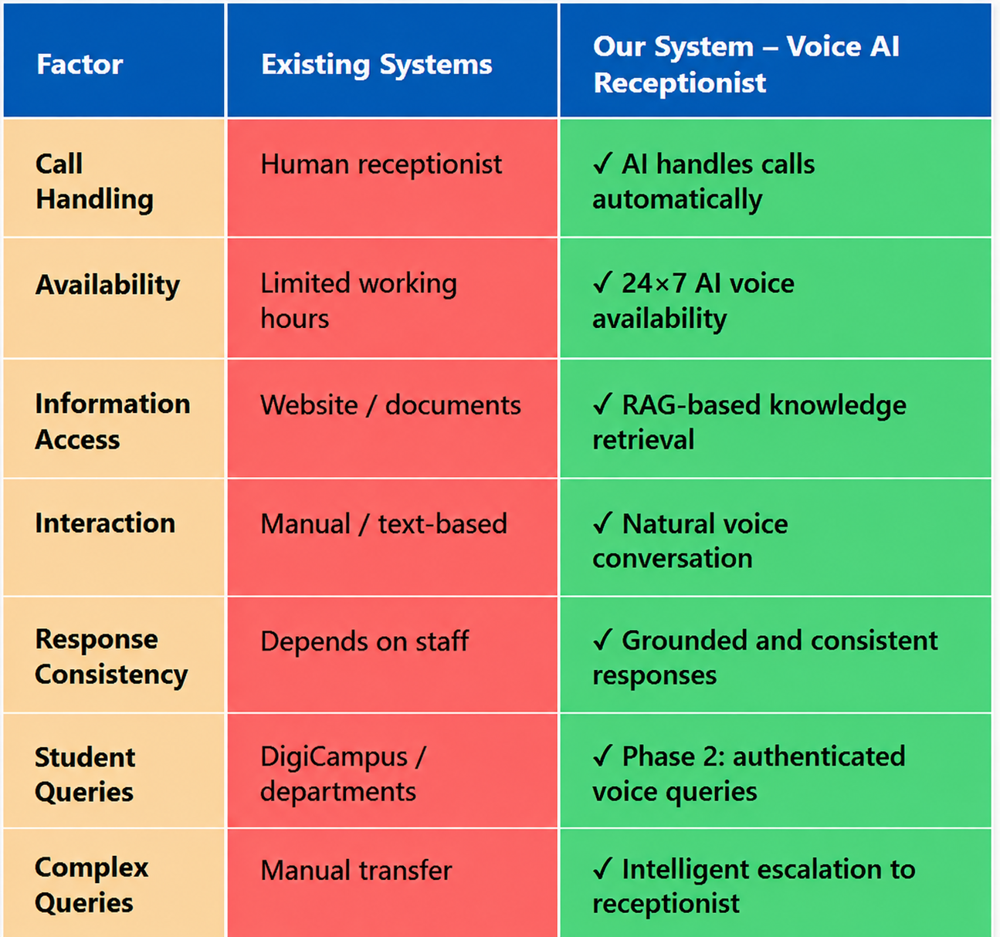 Factor
Existing Systems
Our System – Voice AI
Receptionist
Call
Handling
Human receptionist
✓ AI handles calls
automatically
Availability
Limited working
hours
✓ 24×7 AI voice
availability
Information
Access
Website / documents
✓ RAG-based knowledge
retrieval
Interaction
Manual / text-based
✓ Natural voice
conversation
Response
Consistency
Depends on staff
✓ Grounded and consistent
responses
Student
Queries
DigiCampus /
departments
✓ Phase 2: authenticated
voice queries
Complex
Queries
Manual transfer
✓ Intelligent escalation to
receptionist